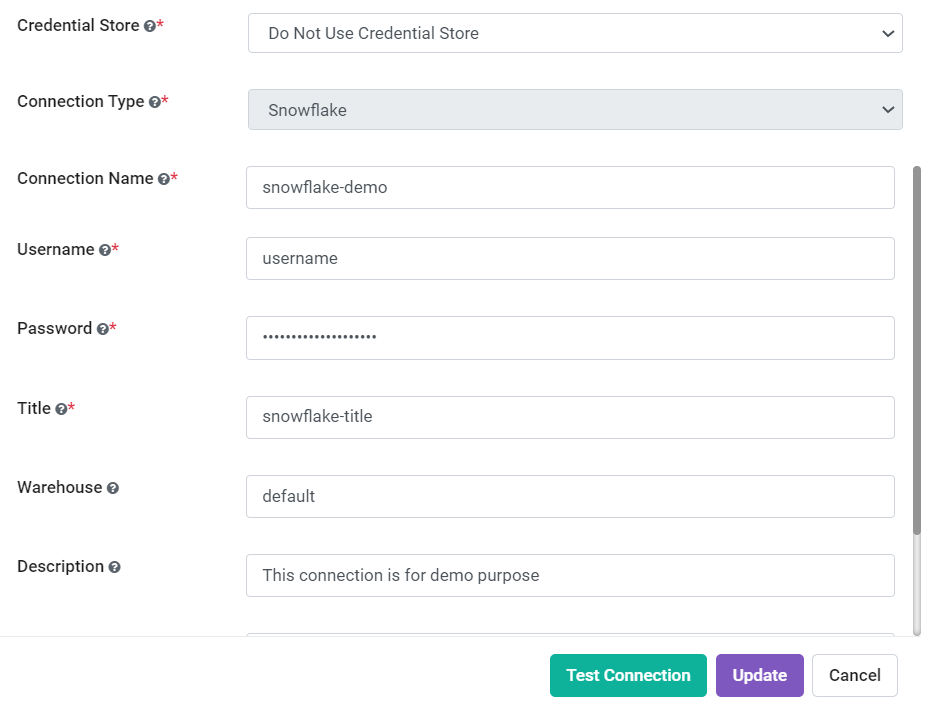 Credential Store ?*
Do Not Use Credential Store
Connection Type ?*
Snowflake
Connection Name ?*
snowflake-demo
Username ?*
username
Password ?*
•••••••••••••••••••
Title ?*
snowflake-title
Warehouse ?
default
Description ?
This connection is for demo purpose
Test Connection Update Cancel